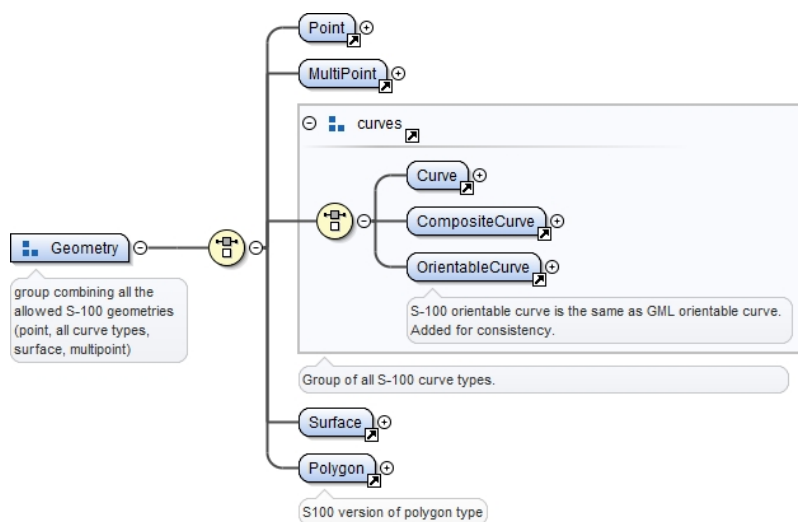 Point
MultiPoint
curves
Curve
CompositeCurve
OrientableCurve
S-100 orientable curve is the same as GML orientable curve.
Added for consistency.
Geometry
group combining all the
allowed S-100 geometries
(point, all curve types,
surface, multipoint)
Group of all S-100 curve types.
Surface
Polygon
S100 version of polygon type